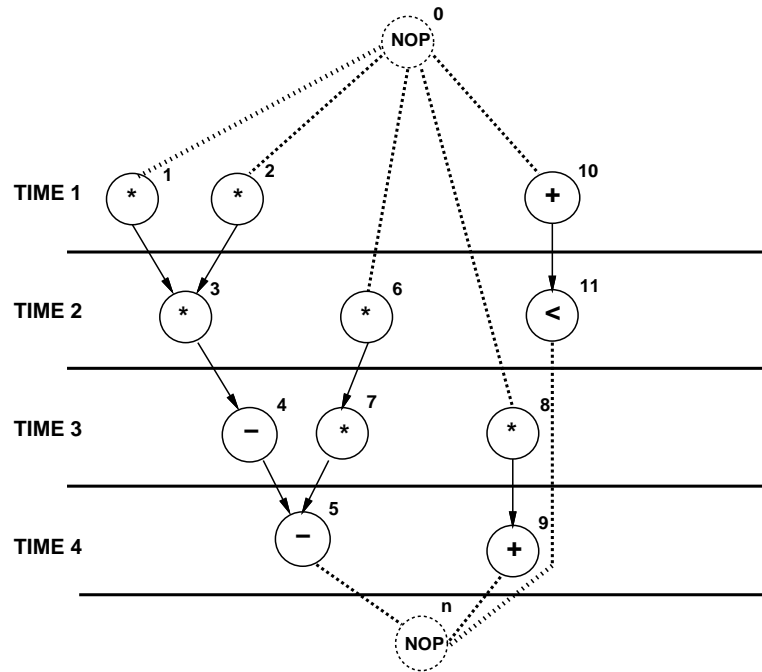 0
NOP
TIME 1
* 1
* 2
+ 10
TIME 2
* 3
* 6
< 11
TIME 3
− 4
* 7
* 8
TIME 4
− 5
+ 9
n
NOP